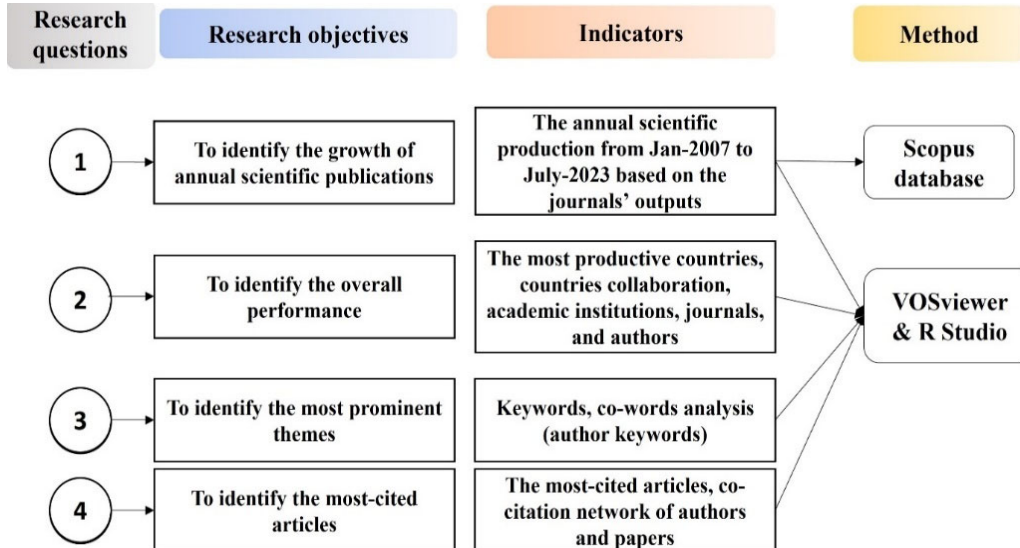 Research
questions
Research objectives
Indicators
Method
1
To identify the growth of
annual scientific publications
The annual scientific
production from Jan-2007 to
July-2023 based on the
journals’ outputs
Scopus
database
2
To identify the overall
performance
The most productive countries,
countries collaboration,
academic institutions, journals,
and authors
VOSviewer
& R Studio
3
To identify the most prominent
themes
Keywords, co-words analysis
(author keywords)
4
To identify the most-cited
articles
The most-cited articles, co-
citation network of authors
and papers